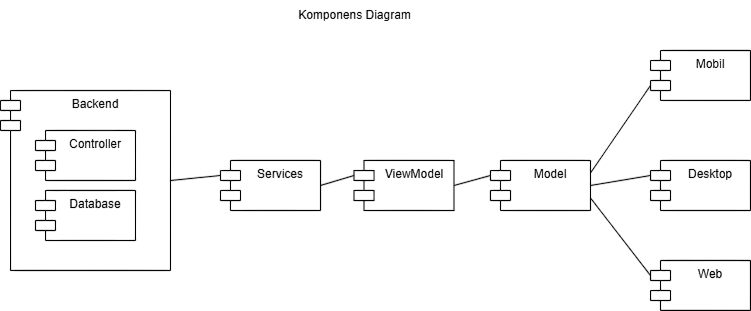 Komponens Diagram
Backend
Controller
Database
Services
ViewModel
Model
Mobil
Desktop
Web